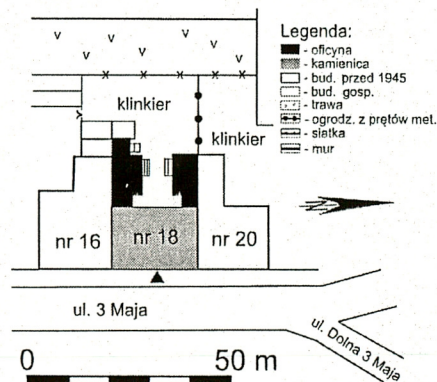 Legenda:
- oficyna
- kamienica
- bud. przed 1945
- bud. gosp.
- trawa
- ogrodz. z prętów met.
- siatka
- mur
klinkier
klinkier
nr 16
nr 18
nr 20
ul. 3 Maja
ul. Dolna 3 Maja
0
50 m